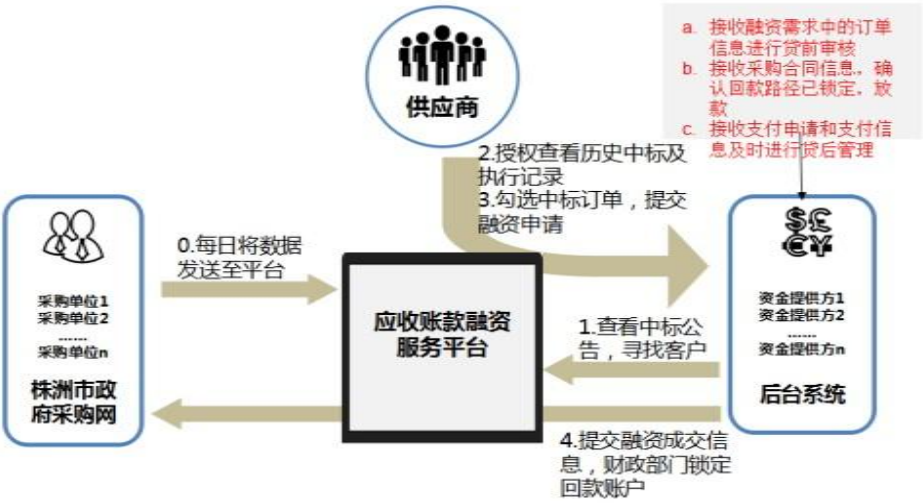 a. 接收融资需求中的订单
信息进行贷前审核
b. 接收采购合同信息，确
认回款路径已锁定，放
款
c. 接收支付申请和支付信
息及时进行贷后管理
供应商
2.授权查看历史中标及
执行记录
3.勾选中标订单，提交
融资申请
0.每日将数据
发送至平台
采购单位1
采购单位2
......
采购单位n
株洲市政
府采购网
应收账款融资
服务平台
1.查看中标公
告，寻找客户
资金提供方1
资金提供方2
......
资金提供方n
后台系统
4.提交融资成交信
息，财政部门锁定
回款账户
$£
€¥